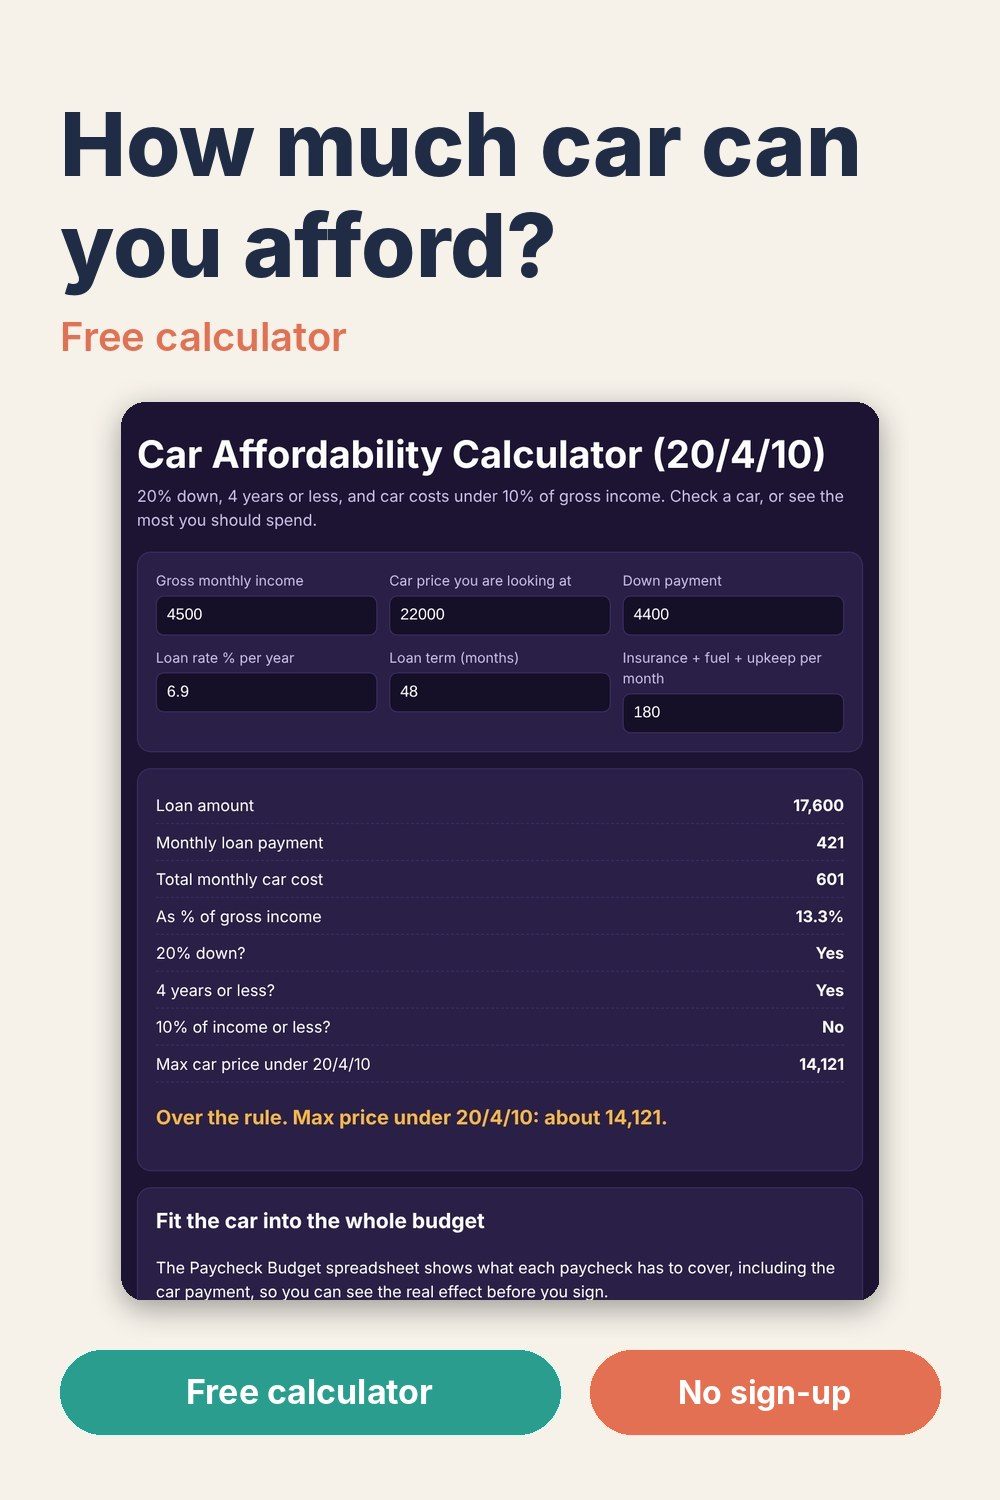 How much car can
you afford?
Free calculator
Car Affordability Calculator (20/4/10)
20% down, 4 years or less, and car costs under 10% of gross income. Check a car, or see the
most you should spend.
Gross monthly income
4500
Car price you are looking at
22000
Down payment
4400
Loan rate % per year
6.9
Loan term (months)
48
Insurance + fuel + upkeep per
month
180
Loan amount 17,600
Monthly loan payment 421
Total monthly car cost 601
As % of gross income 13.3%
20% down? Yes
4 years or less? Yes
10% of income or less? No
Max car price under 20/4/10 14,121
Over the rule. Max price under 20/4/10: about 14,121.
Fit the car into the whole budget
The Paycheck Budget spreadsheet shows what each paycheck has to cover, including the
car payment, so you can see the real effect before you sign.
Free calculator
No sign-up